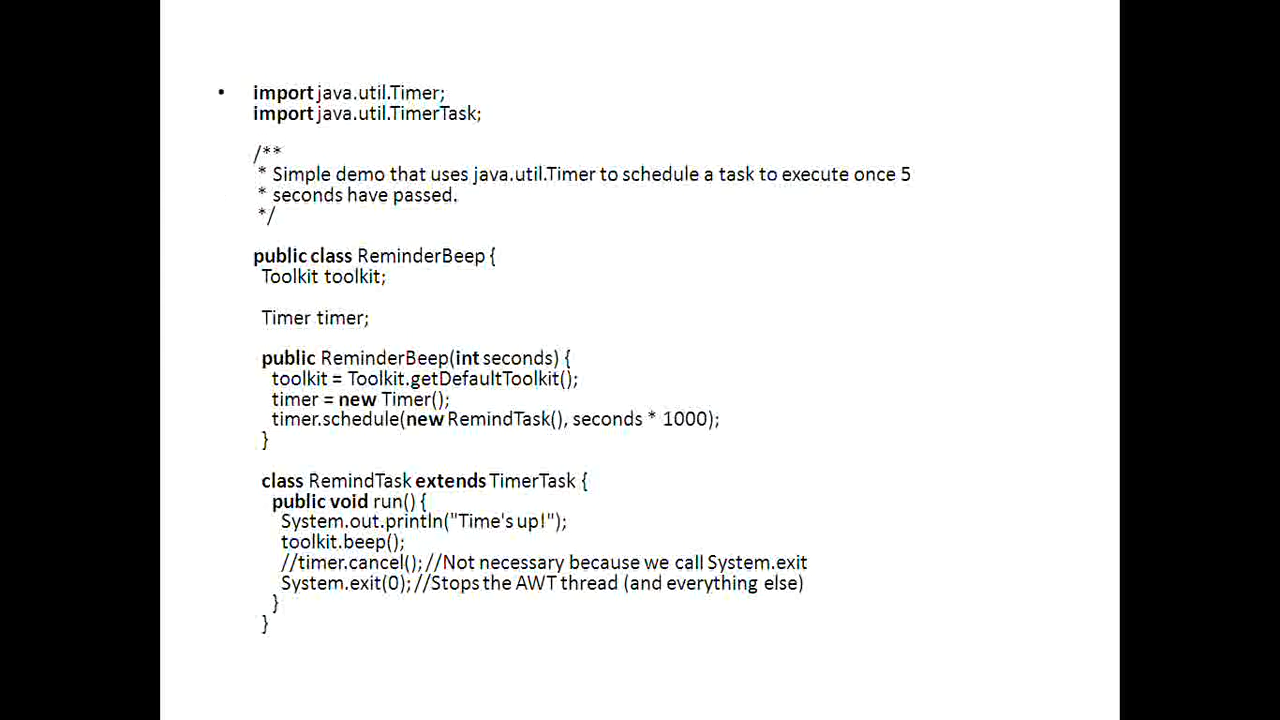 • import java.util.Timer;
import java.util.TimerTask;
/**
* Simple demo that uses java.util.Timer to schedule a task to execute once 5
* seconds have passed.
*/
public class ReminderBeep {
Toolkit toolkit;
Timer timer;
public ReminderBeep(int seconds) {
toolkit = Toolkit.getDefaultToolkit();
timer = new Timer();
timer.schedule(new RemindTask(), seconds * 1000);
}
class RemindTask extends TimerTask {
public void run() {
System.out.println("Time's up!");
toolkit.beep();
//timer.cancel(); //Not necessary because we call System.exit
System.exit(0); //Stops the AWT thread (and everything else)
}
}